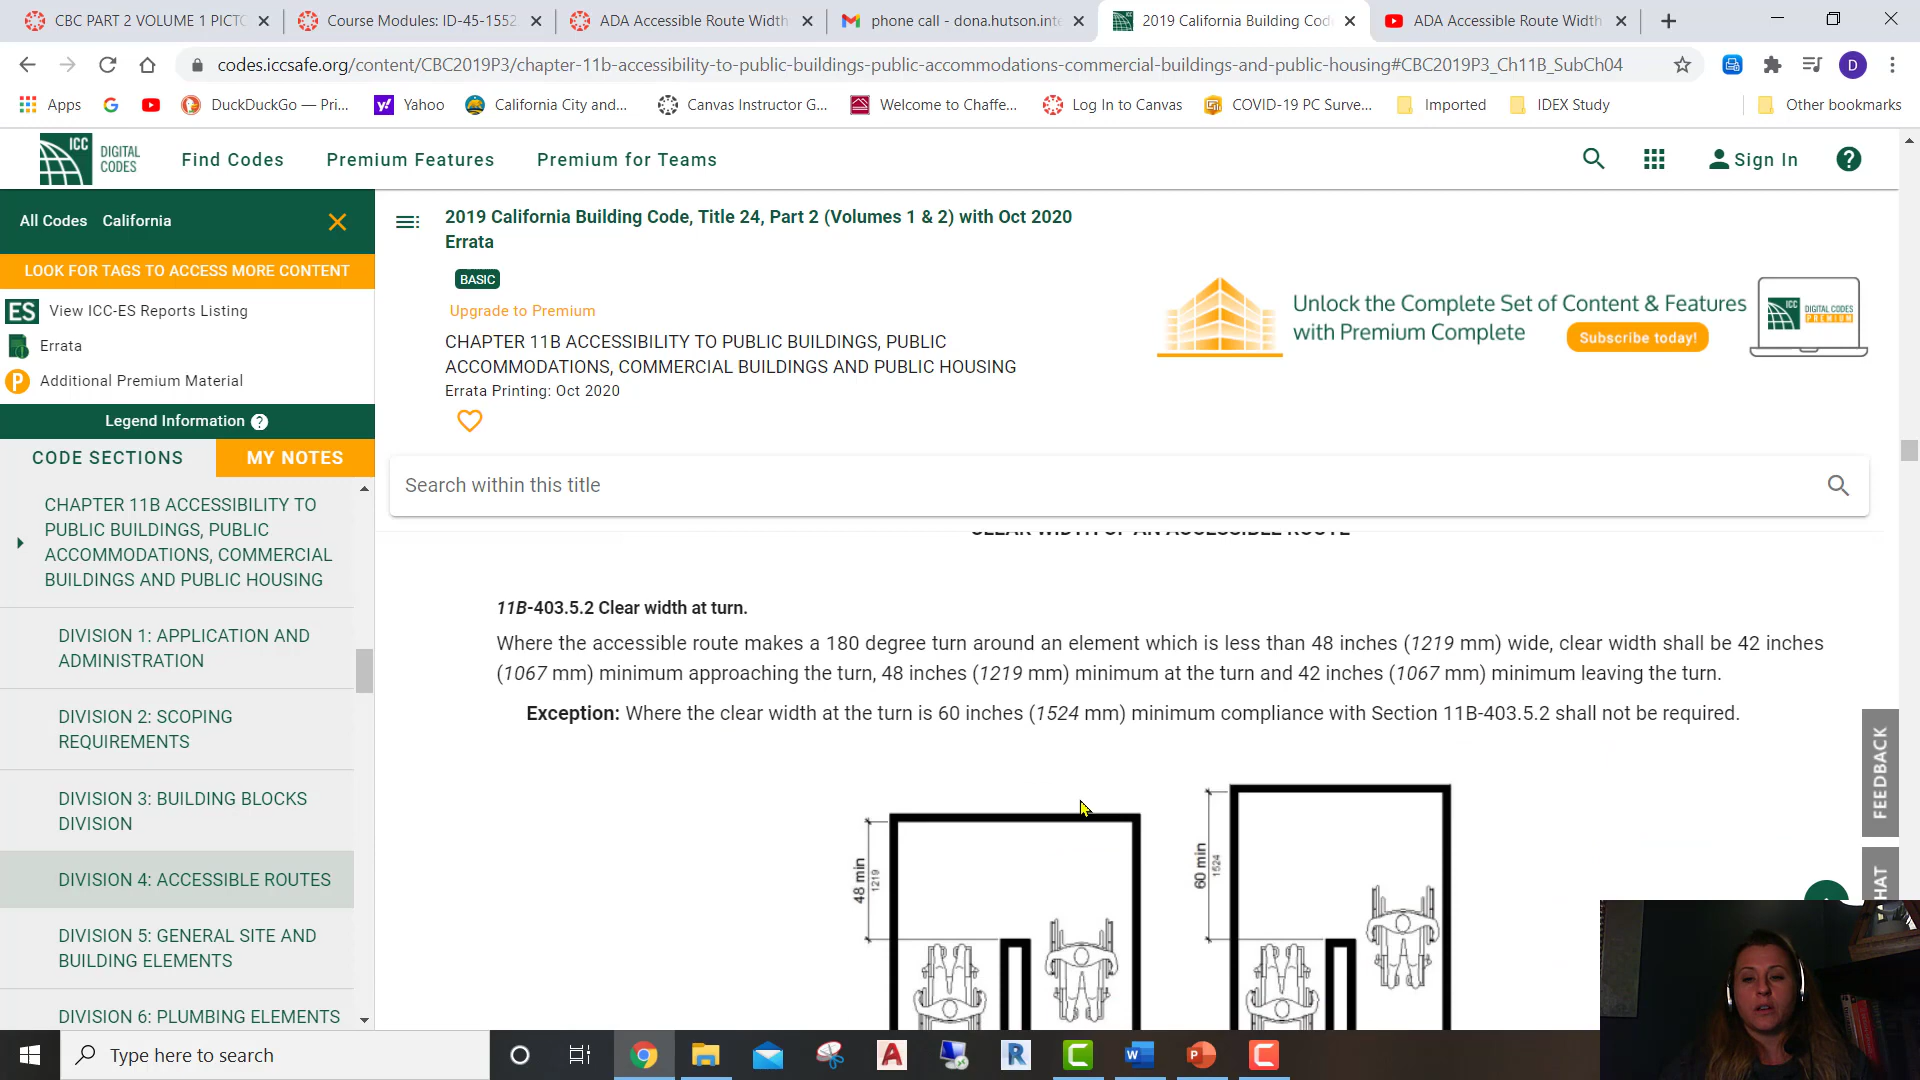 CBC PART 2 VOLUME 1 PICTO
Course Modules: ID-45-1552
ADA Accessible Route Width
phone call - dona.hutson.inte
2019 California Building Code
ADA Accessible Route Width
codes.iccsafe.org/content/CBC2019P3/chapter-11b-accessibility-to-public-buildings-public-accommodations-commercial-buildings-and-public-housing#CBC2019P3_Ch11B_SubCh04
D
Apps
DuckDuckGo — Pri...
Yahoo
California City and...
Canvas Instructor G...
Welcome to Chaffe...
Log In to Canvas
COVID-19 PC Surve...
Imported
IDEX Study
Other bookmarks
ICC
DIGITAL
CODES
Find Codes
Premium Features
Premium for Teams
Sign In
All Codes
California
LOOK FOR TAGS TO ACCESS MORE CONTENT
ES View ICC-ES Reports Listing
Errata
P Additional Premium Material
Legend Information
CODE SECTIONS
MY NOTES
CHAPTER 11B ACCESSIBILITY TO
PUBLIC BUILDINGS, PUBLIC
ACCOMMODATIONS, COMMERCIAL
BUILDINGS AND PUBLIC HOUSING
DIVISION 1: APPLICATION AND
ADMINISTRATION
DIVISION 2: SCOPING
REQUIREMENTS
DIVISION 3: BUILDING BLOCKS
DIVISION
DIVISION 4: ACCESSIBLE ROUTES
DIVISION 5: GENERAL SITE AND
BUILDING ELEMENTS
DIVISION 6: PLUMBING ELEMENTS
2019 California Building Code, Title 24, Part 2 (Volumes 1 & 2) with Oct 2020
Errata
BASIC
Upgrade to Premium
CHAPTER 11B ACCESSIBILITY TO PUBLIC BUILDINGS, PUBLIC
ACCOMMODATIONS, COMMERCIAL BUILDINGS AND PUBLIC HOUSING
Errata Printing: Oct 2020
Unlock the Complete Set of Content & Features
with Premium Complete
Subscribe today!
ICC
DIGITAL CODES
PREMIUM
Search within this title
CLEAR WIDTH OF AN ACCESSIBLE ROUTE
11B-403.5.2 Clear width at turn.
Where the accessible route makes a 180 degree turn around an element which is less than 48 inches (1219 mm) wide, clear width shall be 42 inches
(1067 mm) minimum approaching the turn, 48 inches (1219 mm) minimum at the turn and 42 inches (1067 mm) minimum leaving the turn.
Exception: Where the clear width at the turn is 60 inches (1524 mm) minimum compliance with Section 11B-403.5.2 shall not be required.
48 min
1219
60 min
1524
FEEDBACK
HAT
Type here to search